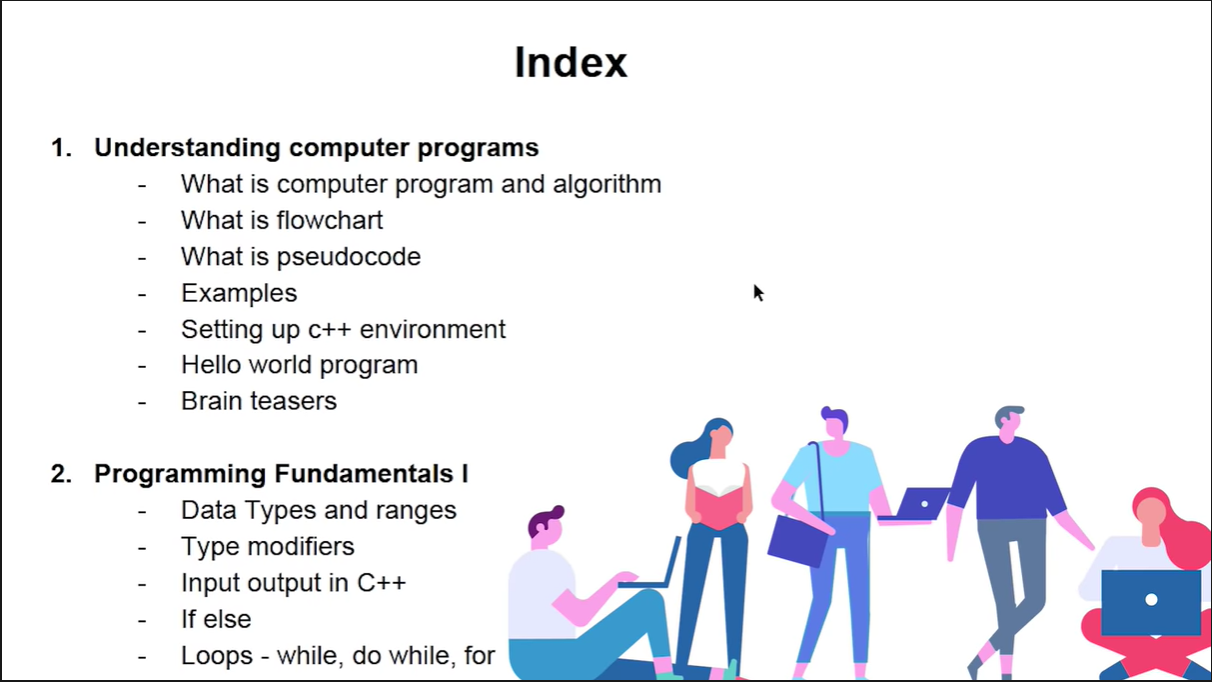 Index
1. Understanding computer programs
- What is computer program and algorithm
- What is flowchart
- What is pseudocode
- Examples
- Setting up c++ environment
- Hello world program
- Brain teasers
2. Programming Fundamentals I
- Data Types and ranges
- Type modifiers
- Input output in C++
- If else
- Loops - while, do while, for